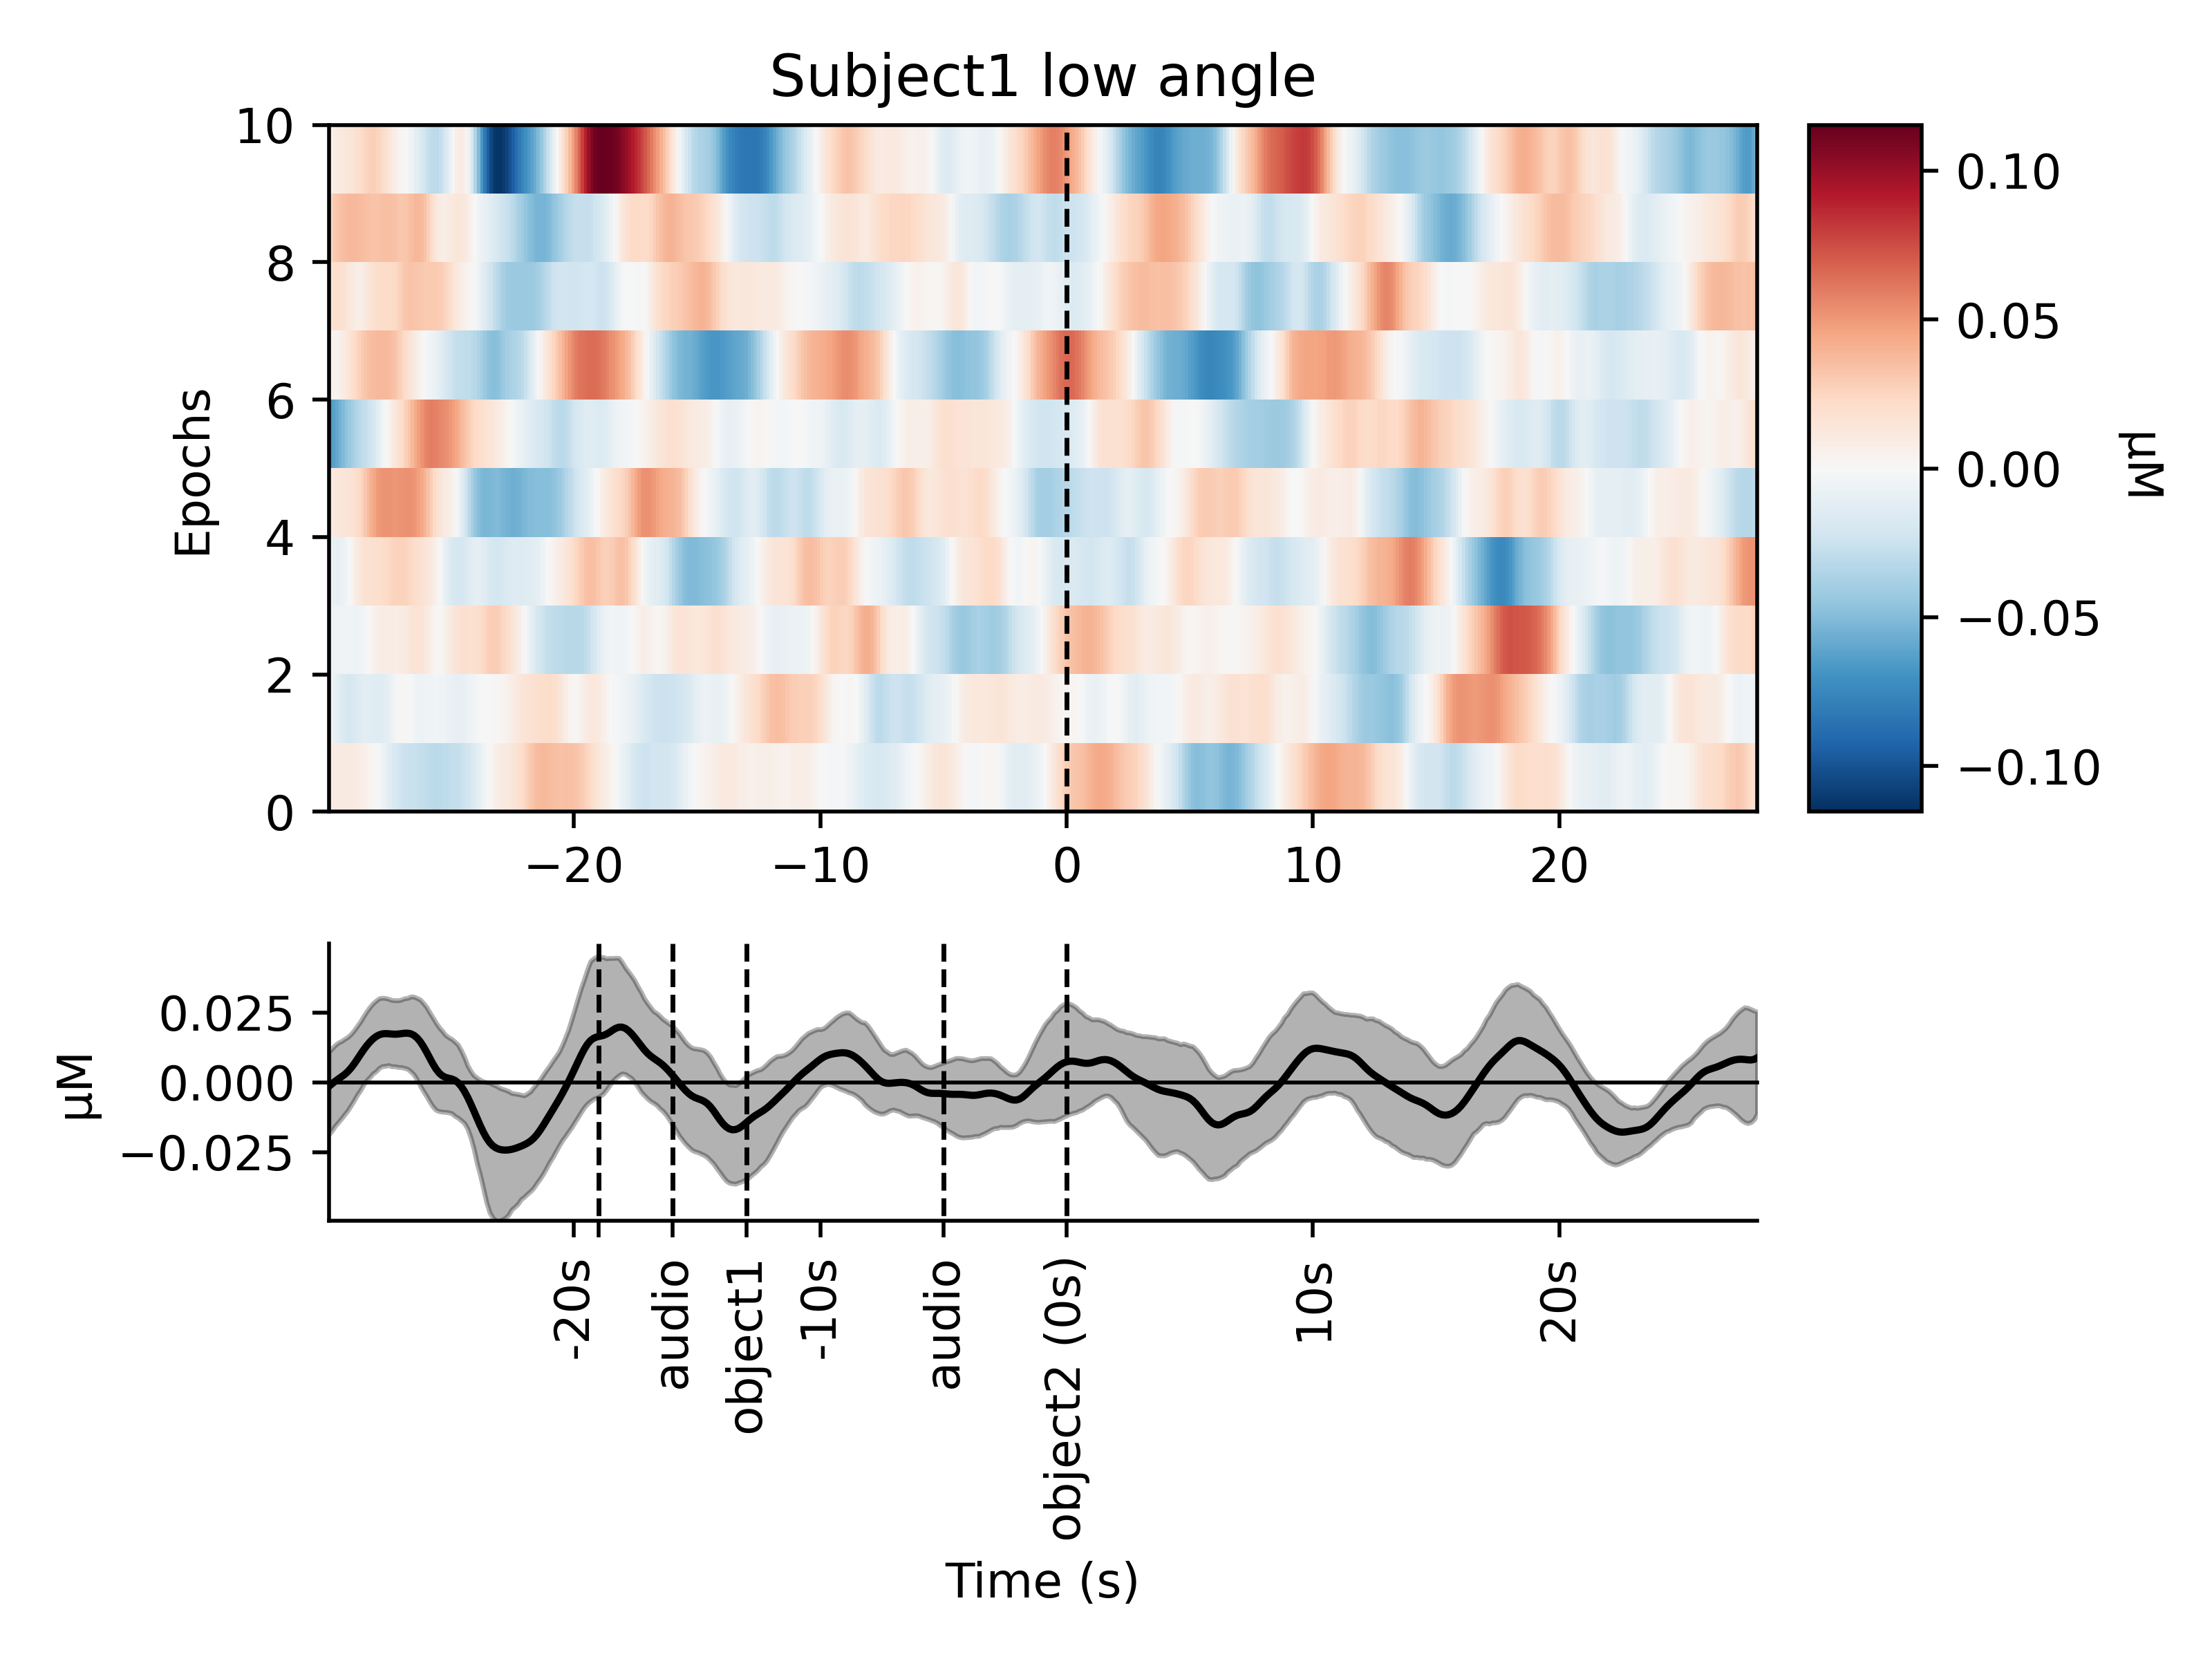 Subject1 low angle
10
8
6
4
2
0
Epochs
−20
−10
0
10
20
0.10
0.05
0.00
−0.05
−0.10
µM
0.025
0.000
−0.025
µM
-20s
audio
object1
-10s
audio
object2 (0s)
10s
20s
Time (s)